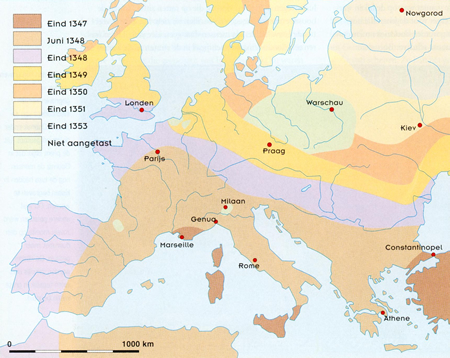 Eind 1347
Juni 1348
Eind 1348
Eind 1349
Eind 1350
Eind 1351
Eind 1353
Niet aangetast
Nowgorod
Londen
Warschau
Kiev
Praag
Parijs
Milaan
Genua
Marseille
Constantinopel
Rome
Athene
0 1000 km